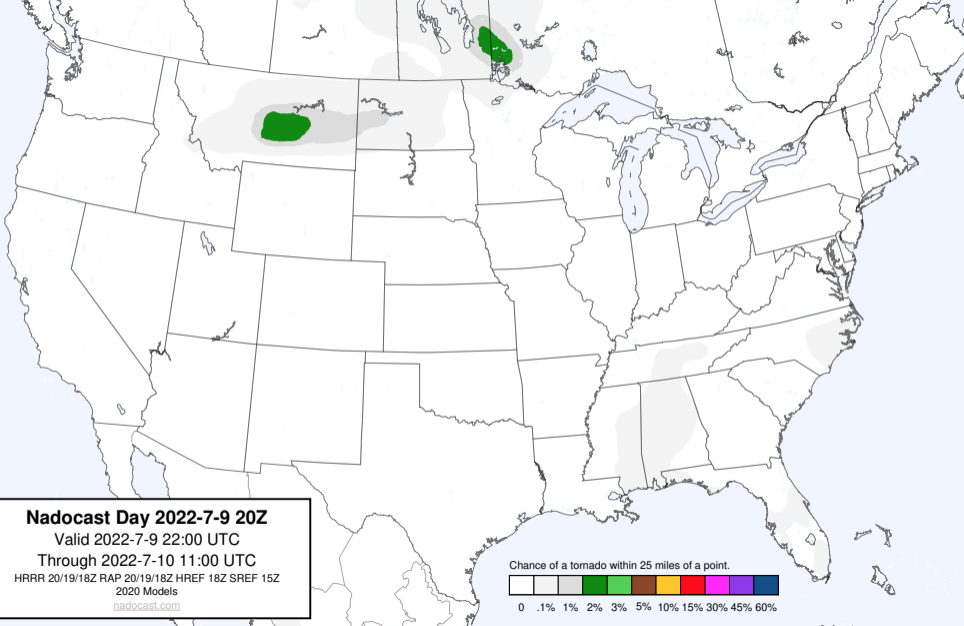 Nadocast Day 2022-7-9 20Z
Valid 2022-7-9 22:00 UTC
Through 2022-7-10 11:00 UTC
HRRR 20/19/18Z RAP 20/19/18Z HREF 18Z SREF 15Z
2020 Models
nadocast.com
Chance of a tornado within 25 miles of a point.
0 .1% 1% 2% 3% 5% 10% 15% 30% 45% 60%